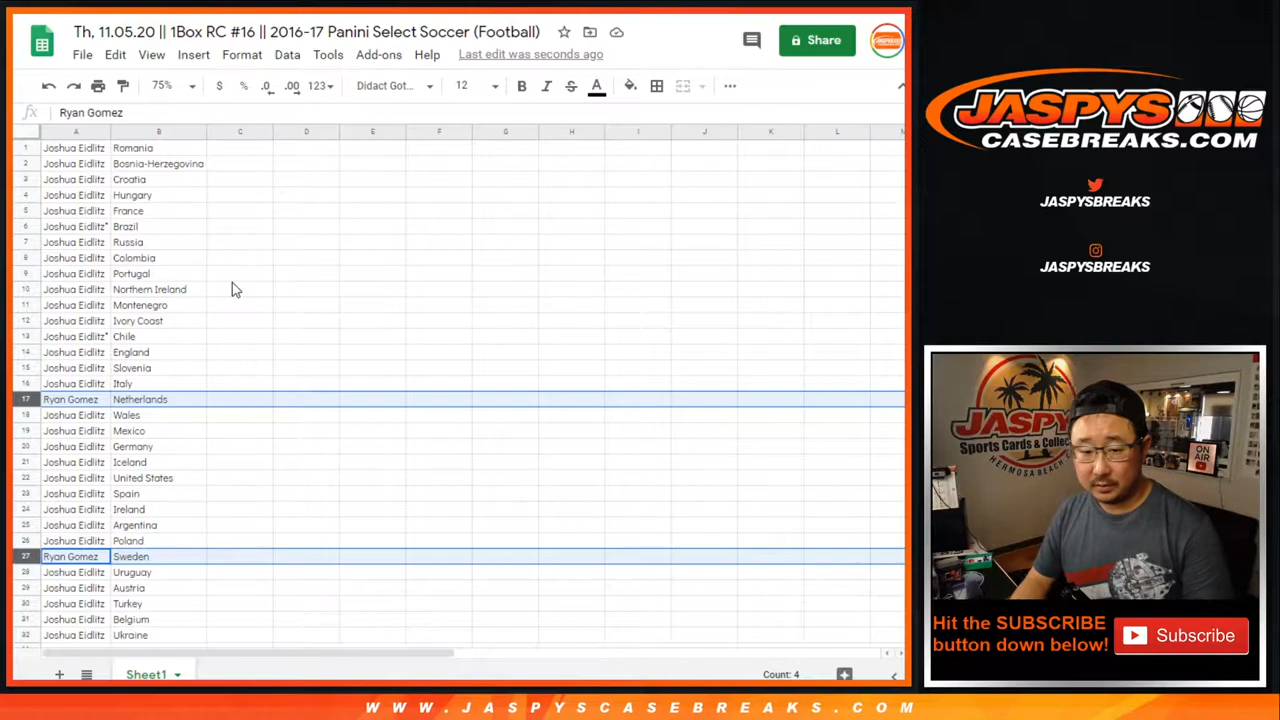 Th, 11.05.20 || 1Box RC #16 || 2016-17 Panini Select Soccer (Football)
File Edit View Insert Format Data Tools Add-ons Help Last edit was seconds ago
Share
75% $ % .0 .00 123 Didact Got... 12 B I S A
fx Ryan Gomez
A B C D E F G H I J K L M
1 Joshua Eidlitz Romania
2 Joshua Eidlitz Bosnia-Herzegovina
3 Joshua Eidlitz Croatia
4 Joshua Eidlitz Hungary
5 Joshua Eidlitz France
6 Joshua Eidlitz* Brazil
7 Joshua Eidlitz Russia
8 Joshua Eidlitz Colombia
9 Joshua Eidlitz Portugal
10 Joshua Eidlitz Northern Ireland
11 Joshua Eidlitz Montenegro
12 Joshua Eidlitz Ivory Coast
13 Joshua Eidlitz* Chile
14 Joshua Eidlitz England
15 Joshua Eidlitz Slovenia
16 Joshua Eidlitz Italy
17 Ryan Gomez Netherlands
18 Joshua Eidlitz Wales
19 Joshua Eidlitz Mexico
20 Joshua Eidlitz Germany
21 Joshua Eidlitz Iceland
22 Joshua Eidlitz United States
23 Joshua Eidlitz Spain
24 Joshua Eidlitz Ireland
25 Joshua Eidlitz Argentina
26 Joshua Eidlitz Poland
27 Ryan Gomez Sweden
28 Joshua Eidlitz Uruguay
29 Joshua Eidlitz Austria
30 Joshua Eidlitz Turkey
31 Joshua Eidlitz Belgium
32 Joshua Eidlitz Ukraine
Sheet1
Count: 4
JASPYS
CASEBREAKS.COM
JASPYSBREAKS
JASPYSBREAKS
JASPYS
Sports Cards & Collec
HERMOSA BEACH
ON AIR
Hit the SUBSCRIBE
button down below!
Subscribe
WWW.JASPYSCASEBREAKS.COM